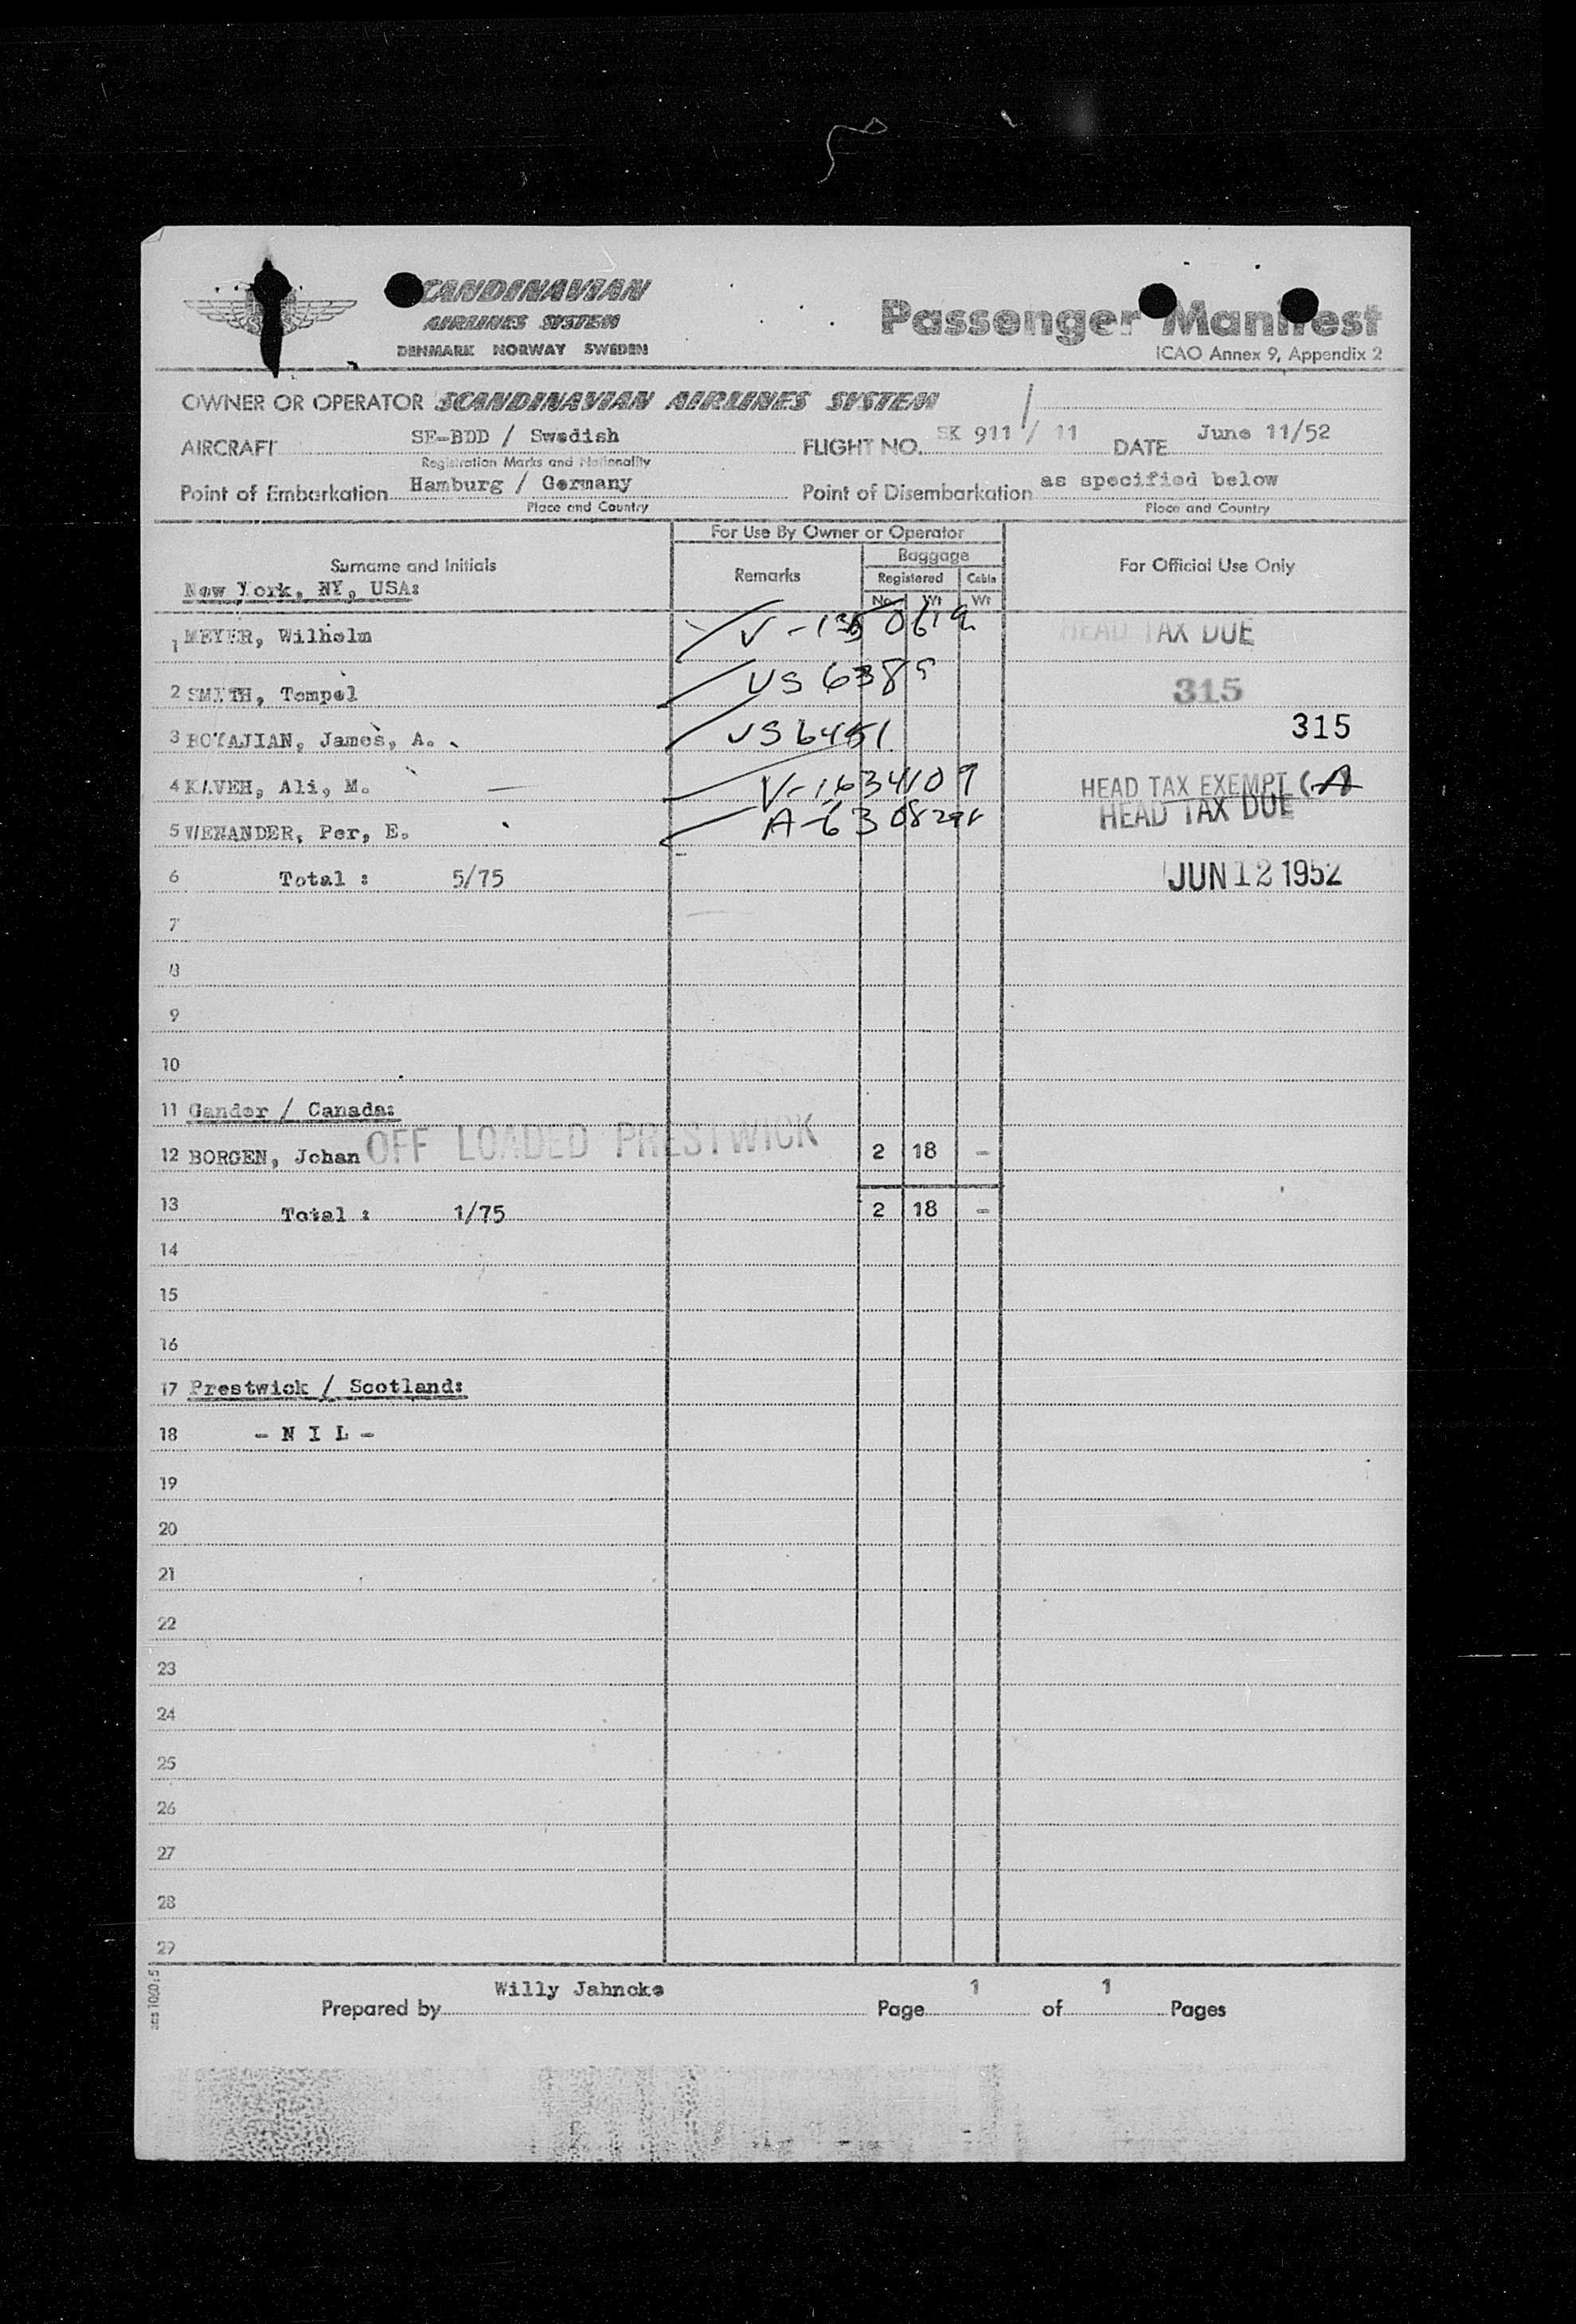 SCANDINAVIAN
AIRLINES SYSTEM
DENMARK NORWAY SWEDEN
Passenger Manifest
ICAO Annex 9, Appendix 2
OWNER OR OPERATOR SCANDINAVIAN AIRLINES SYSTEM
AIRCRAFT SE-BDD / Swedish FLIGHT NO. SK 911 / 11 DATE June 11/52
Registration Marks and Nationality
Point of Embarkation Hamburg / Germany Point of Disembarkation as specified below
Place and Country Place and Country
For Use By Owner or Operator
Surname and Initials Remarks Baggage For Official Use Only
Registered Cabin
No. Wt Wt
New York, NY, USA:
1 MEYER, Wilhelm HEAD TAX DUE
2 SMITH, Tempel US 6389 315
3 BOYAJIAN, James, A. US 6451 315
4 KAVEH, Ali, M. V-1634109 HEAD TAX EXEMPT (A)
5 WENANDER, Per, E. HEAD TAX DUE
6 Total : 5/75 JUN 12 1952
7
8
9
10
11 Gander / Canada:
12 BORGEN, Johan OFF LOADED PRESTWICK 2 18 -
13 Total : 1/75 2 18 -
14
15
16
17 Prestwick / Scotland:
18 - N I L -
19
20
21
22
23
24
25
26
27
28
29
Prepared by Willy Jahncke Page 1 of 1 Pages